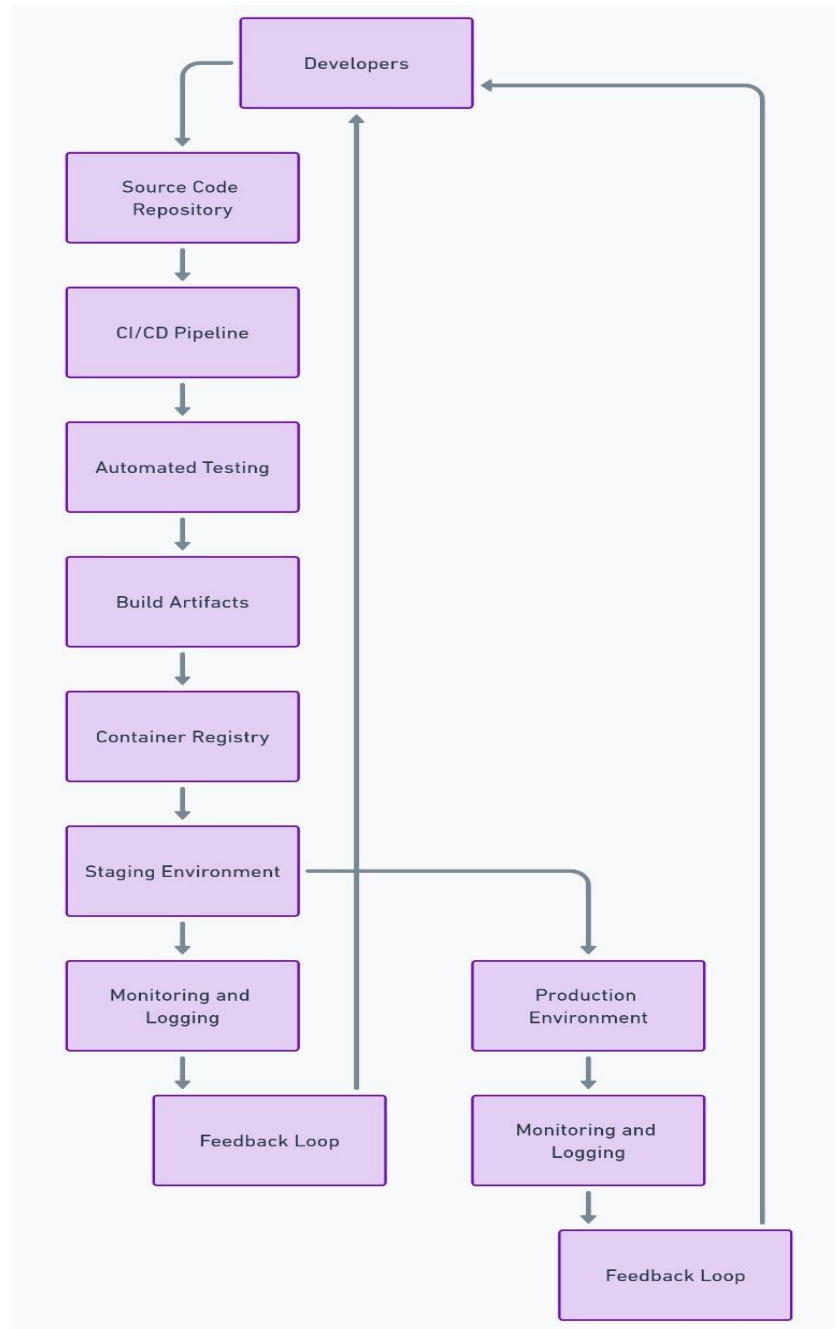 Developers
Source Code
Repository
CI/CD Pipeline
Automated Testing
Build Artifacts
Container Registry
Staging Environment
Monitoring and
Logging
Production
Environment
Feedback Loop
Monitoring and
Logging
Feedback Loop